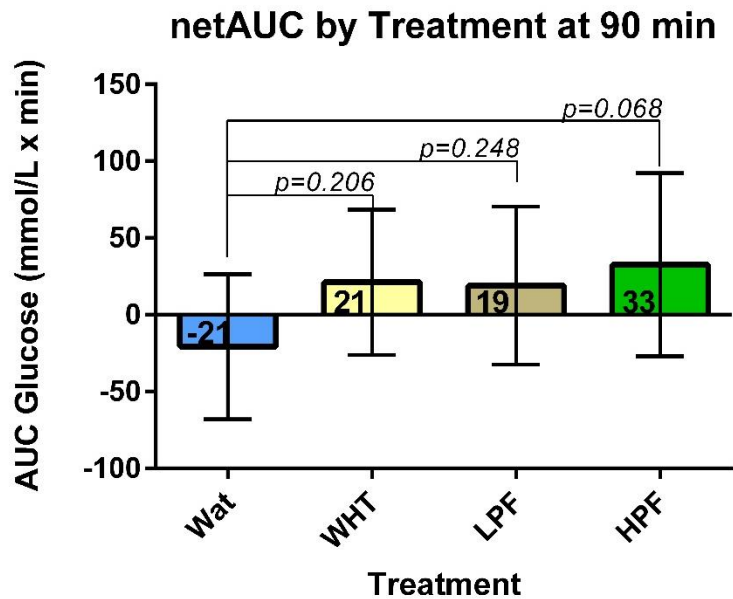 netAUC by Treatment at 90 min
AUC Glucose (mmol/L x min)
150
100
50
0
-50
-100
p=0.068
p=0.248
p=0.206
-21
21
19
33
Wat
WHT
LPF
HPF
Treatment